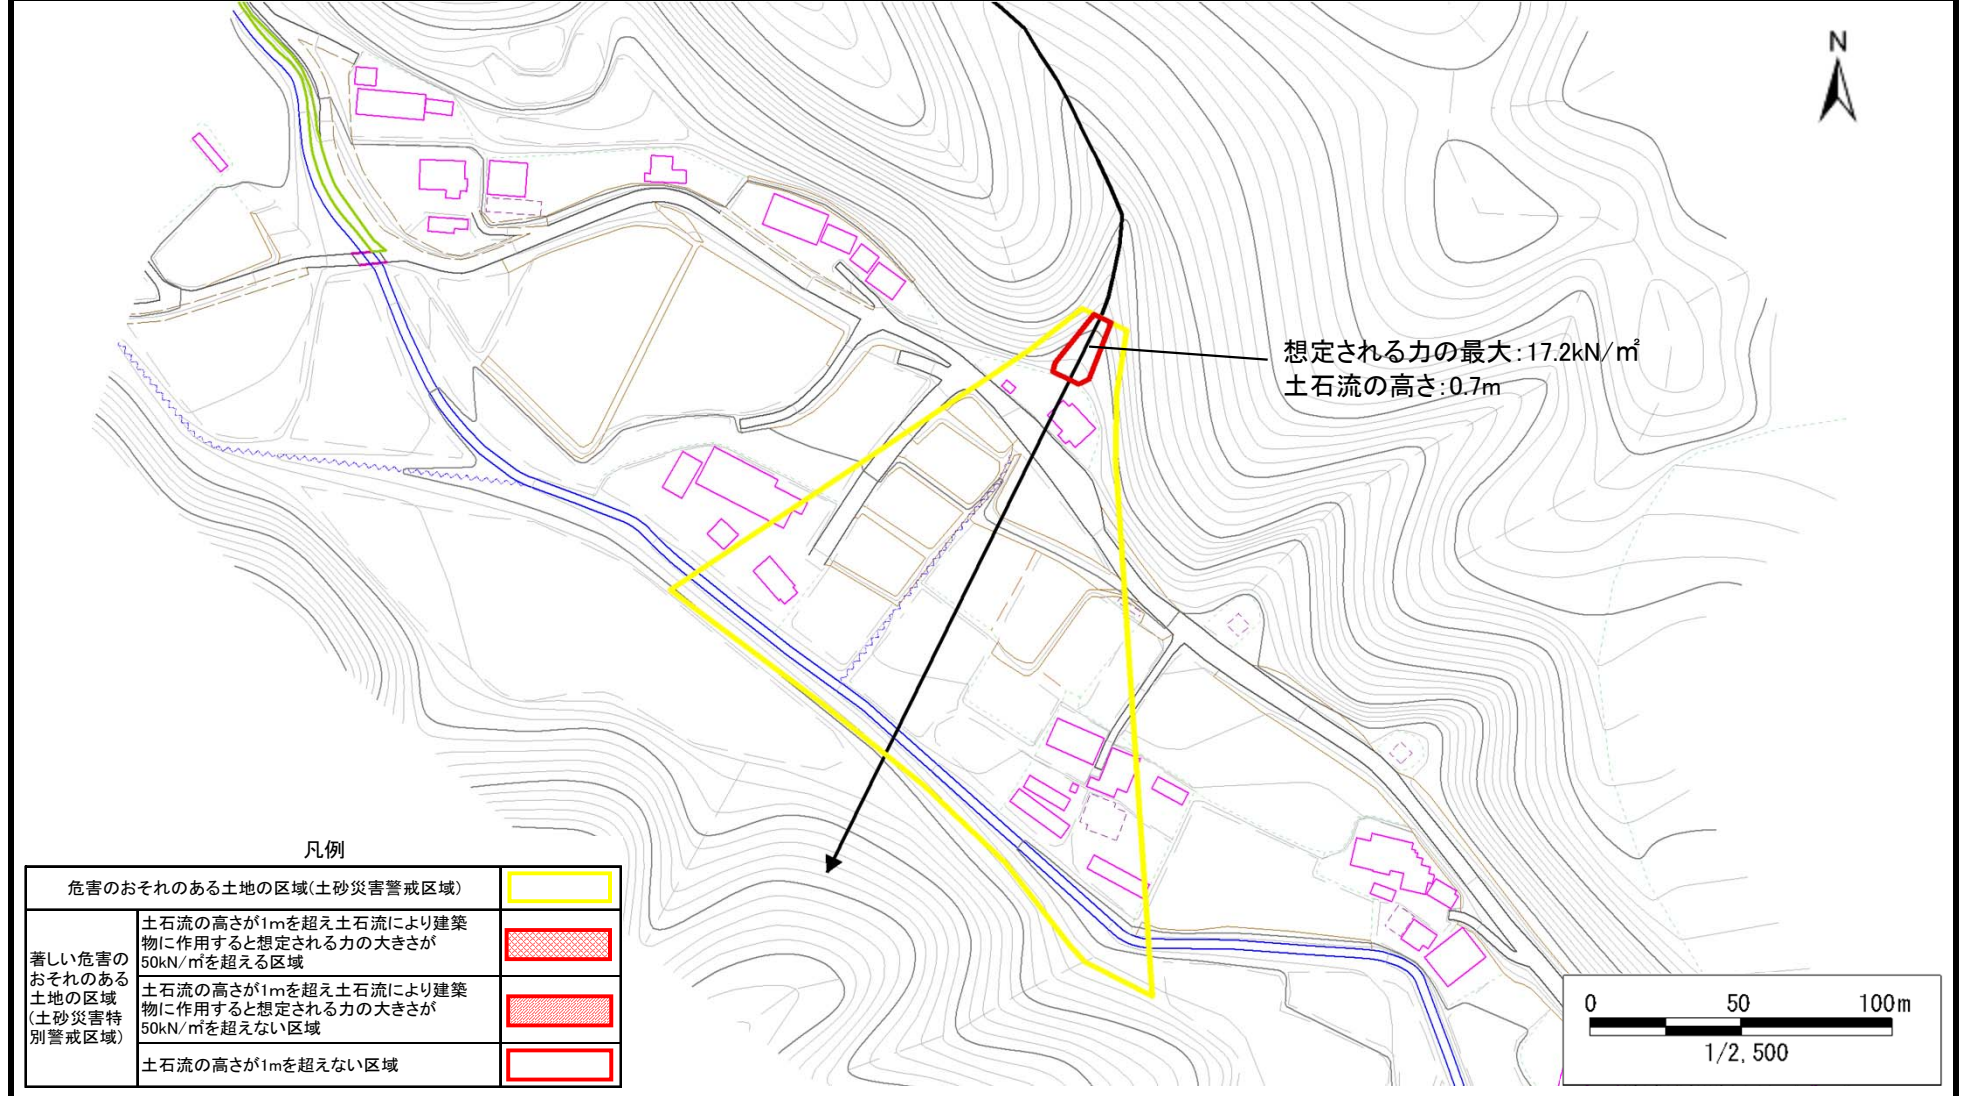 N
想定される力の最大:17.2kN/㎡
土石流の高さ:0.7m
凡例
危害のおそれのある土地の区域(土砂災害警戒区域)
著しい危害の
おそれのある
土地の区域
(土砂災害特
別警戒区域)
土石流の高さが1mを超え土石流により建築
物に作用すると想定される力の大きさが
50kN/㎡を超える区域
土石流の高さが1mを超え土石流により建築
物に作用すると想定される力の大きさが
50kN/㎡を超えない区域
土石流の高さが1mを超えない区域
0 50 100m
1/2,500